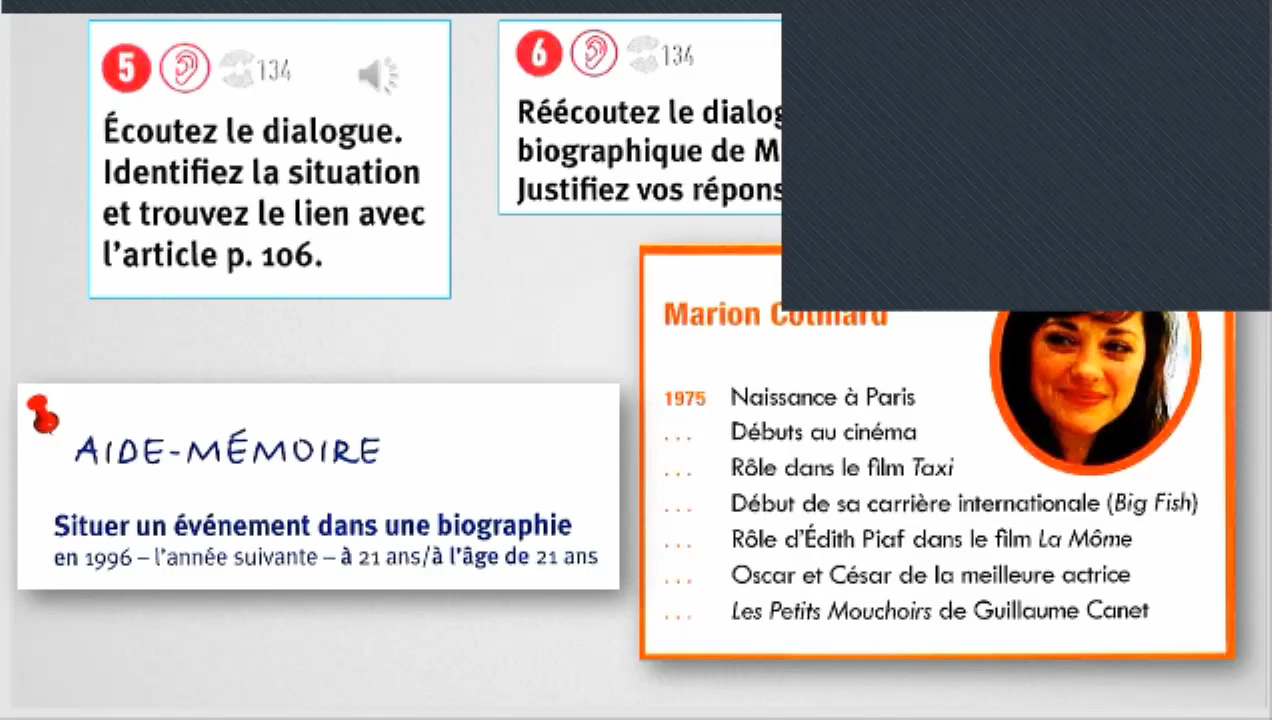 5 134
Écoutez le dialogue.
Identifiez la situation
et trouvez le lien avec
l'article p. 106.
6 134
Réécoutez le
biographique de
Justifiez vos
AIDE-MÉMOIRE
Situer un événement dans une biographie
en 1996 – l'année suivante – à 21 ans/à l'âge de 21 ans
Marion Cotillard
1975 Naissance à Paris
... Débuts au cinéma
... Rôle dans le film Taxi
... Début de sa carrière internationale (Big Fish)
... Rôle d'Édith Piaf dans le film La Môme
... Oscar et César de la meilleure actrice
... Les Petits Mouchoirs de Guillaume Canet